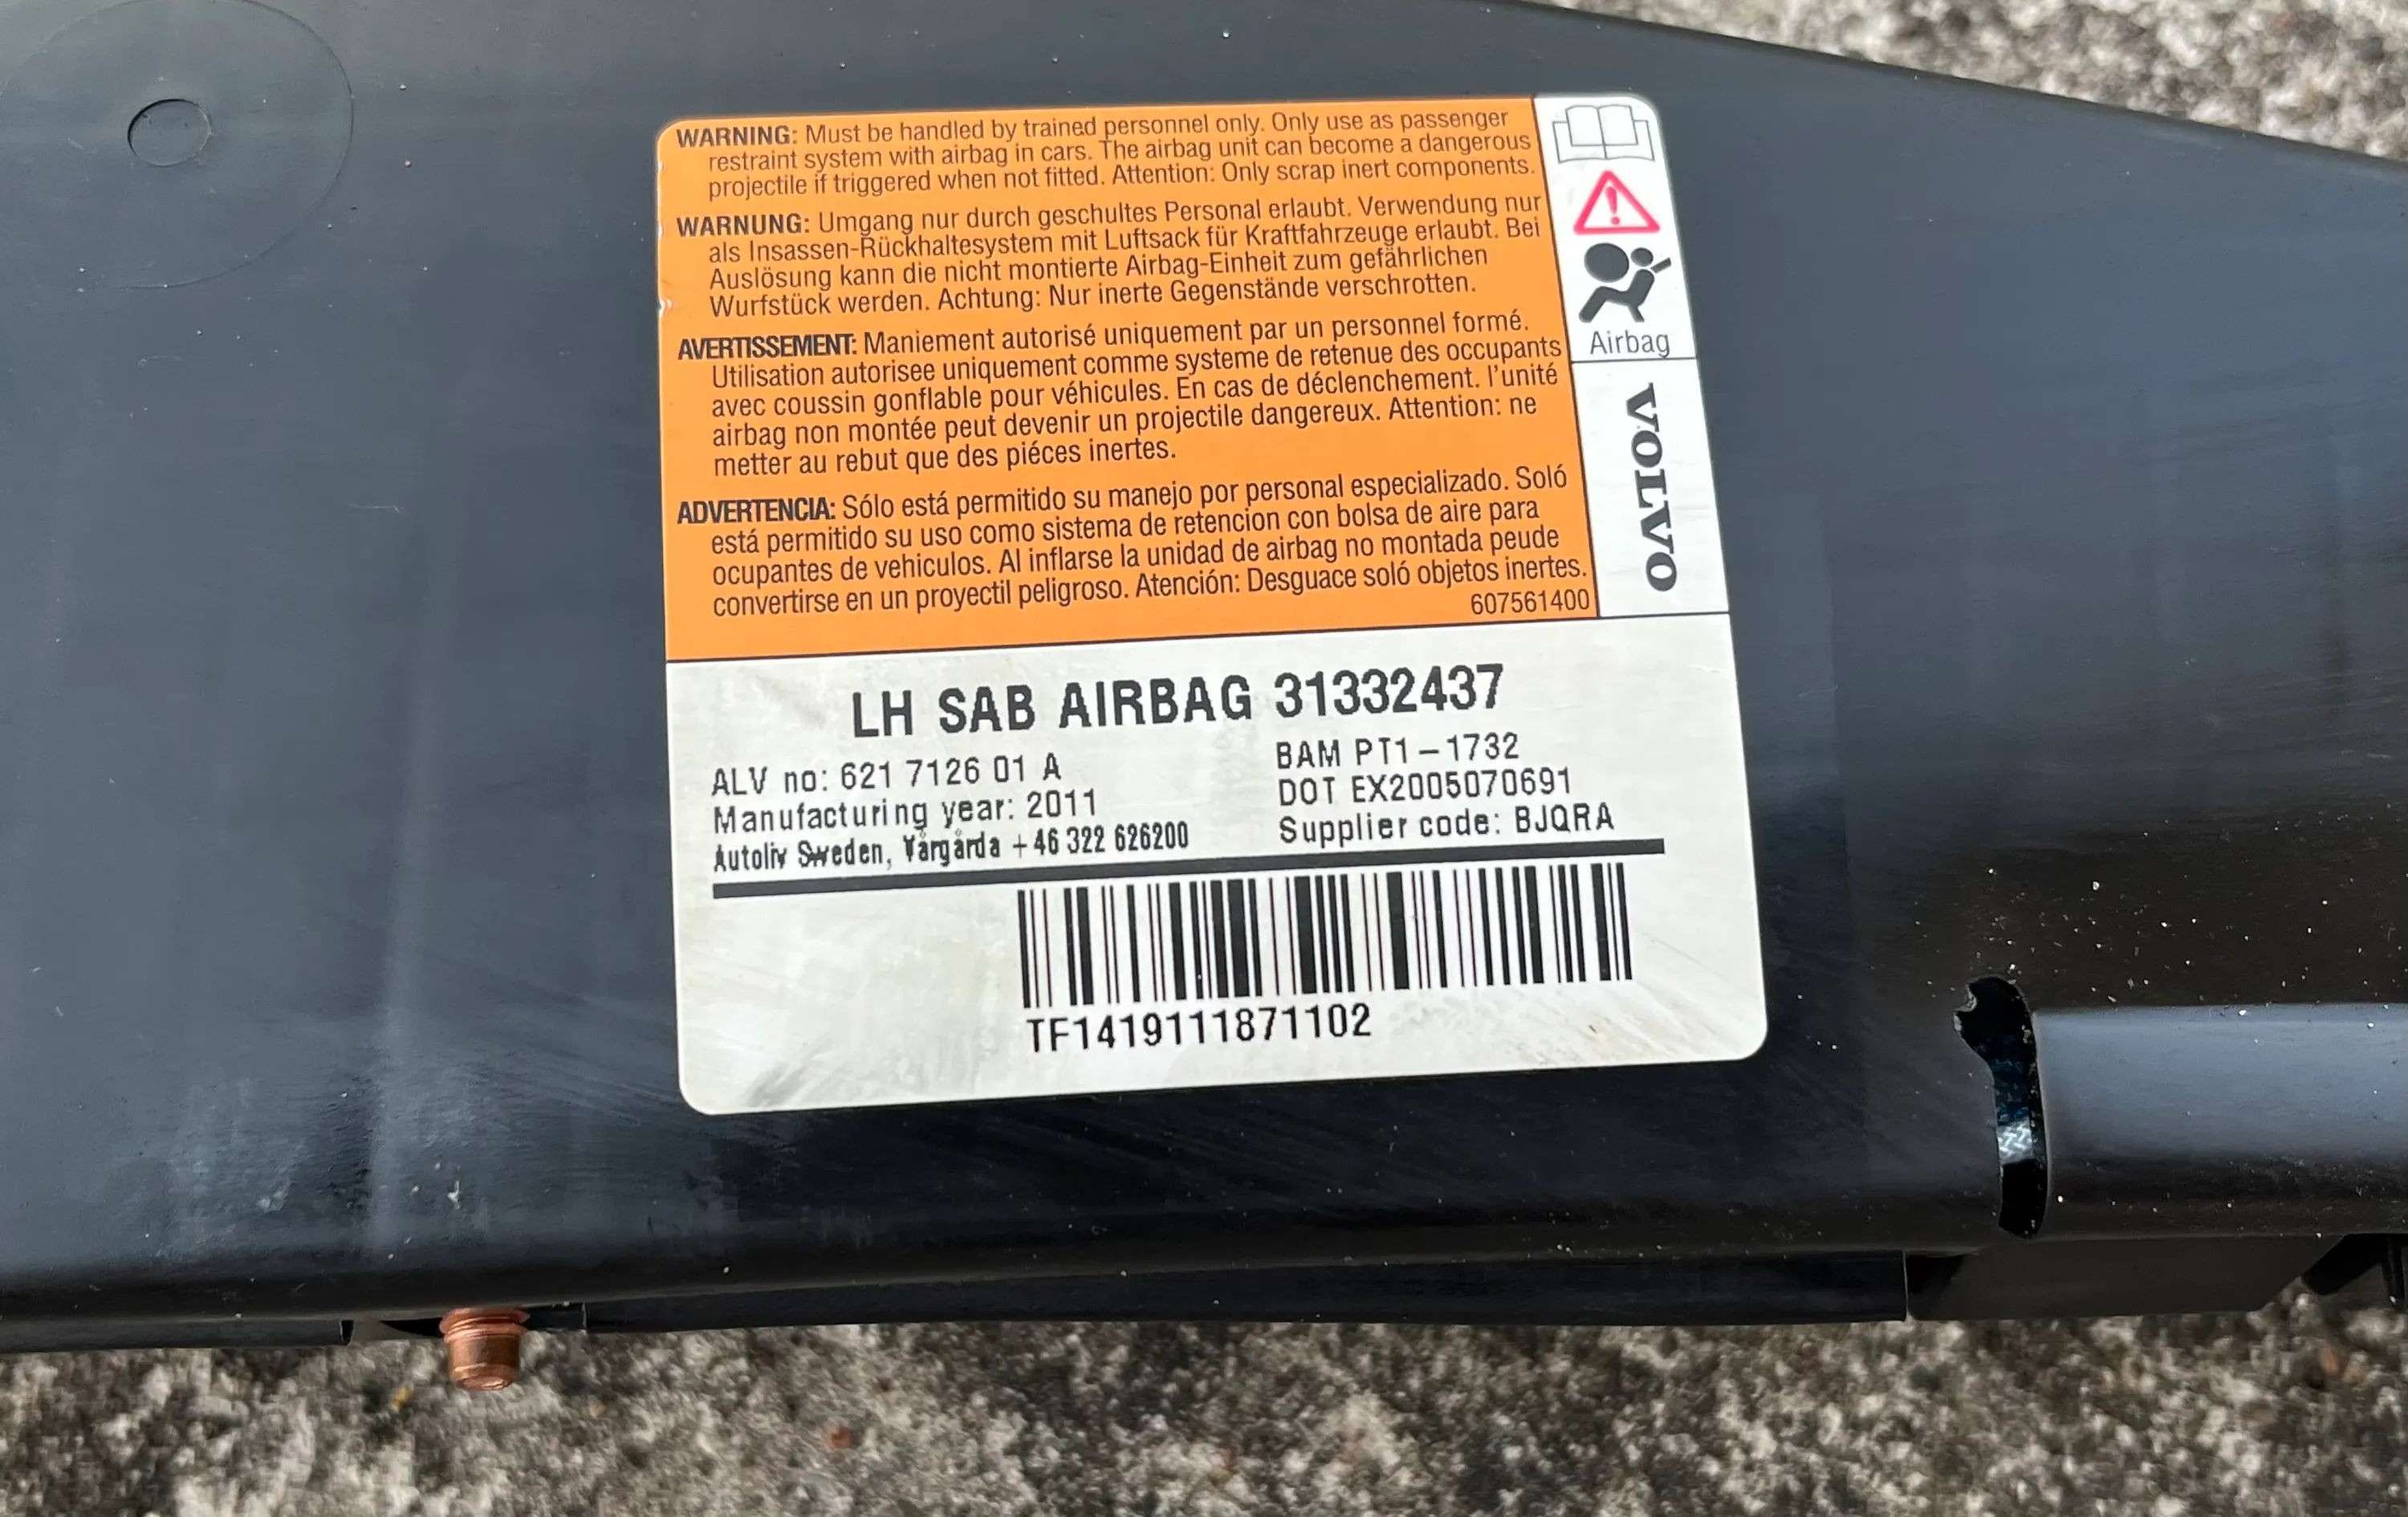 WARNING: Must be handled by trained personnel only. Only use as passenger
restraint system with airbag in cars. The airbag unit can become a dangerous
projectile if triggered when not fitted. Attention: Only scrap inert components.
WARNUNG: Umgang nur durch geschultes Personal erlaubt. Verwendung nur
als Insassen-Rückhaltesystem mit Luftsack für Kraftfahrzeuge erlaubt. Bei
Auslösung kann die nicht montierte Airbag-Einheit zum gefährlichen
Wurfstück werden. Achtung: Nur inerte Gegenstände verschrotten.
AVERTISSEMENT: Maniement autorisé uniquement par un personnel formé.
Utilisation autorisee uniquement comme systeme de retenue des occupants
avec coussin gonflable pour véhicules. En cas de déclenchement. l'unité
airbag non montée peut devenir un projectile dangereux. Attention: ne
metter au rebut que des piéces inertes.
ADVERTENCIA: Sólo está permitido su manejo por personal especializado. Soló
está permitido su uso como sistema de retencion con bolsa de aire para
ocupantes de vehiculos. Al inflarse la unidad de airbag no montada peude
convertirse en un proyectil peligroso. Atención: Desguace soló objetos inertes.
607561400
Airbag
VOLVO
LH SAB AIRBAG 31332437
ALV no: 621 7126 01 A
Manufacturing year: 2011
Autoliv Sweden, Vårgårda +46 322 626200
BAM PT1-1732
DOT EX2005070691
Supplier code: BJQRA
TF1419111871102